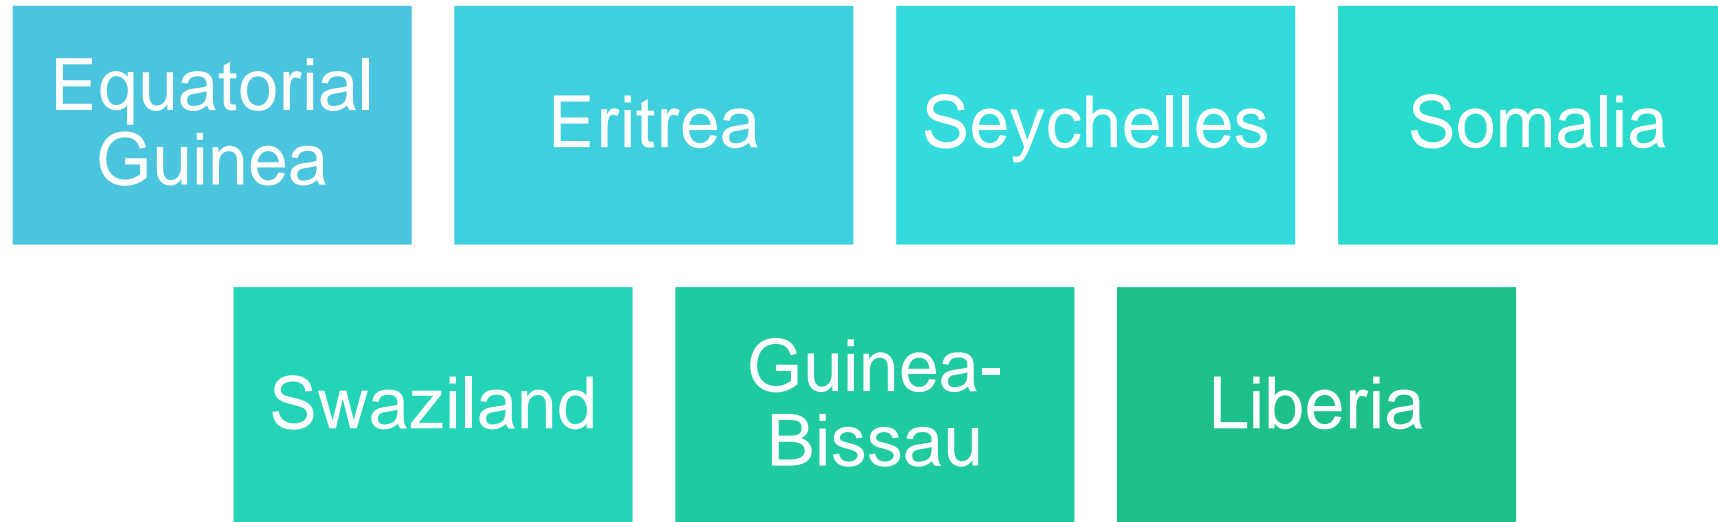 Equatorial
Guinea
Eritrea
Seychelles
Somalia
Swaziland
Guinea-
Bissau
Liberia